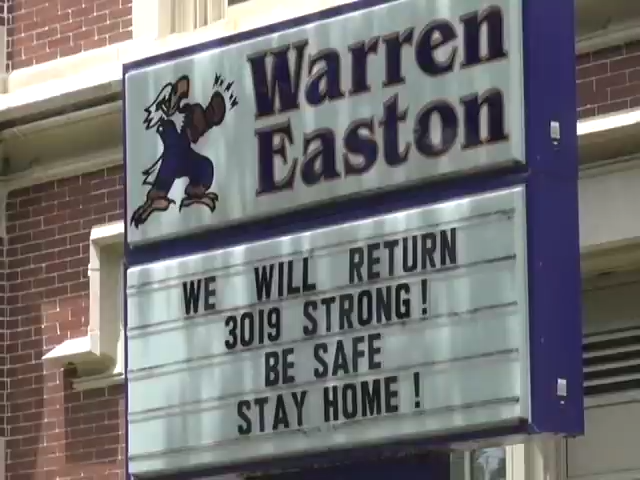 Warren
Easton
WE WILL RETURN
3019 STRONG!
BE SAFE
STAY HOME!